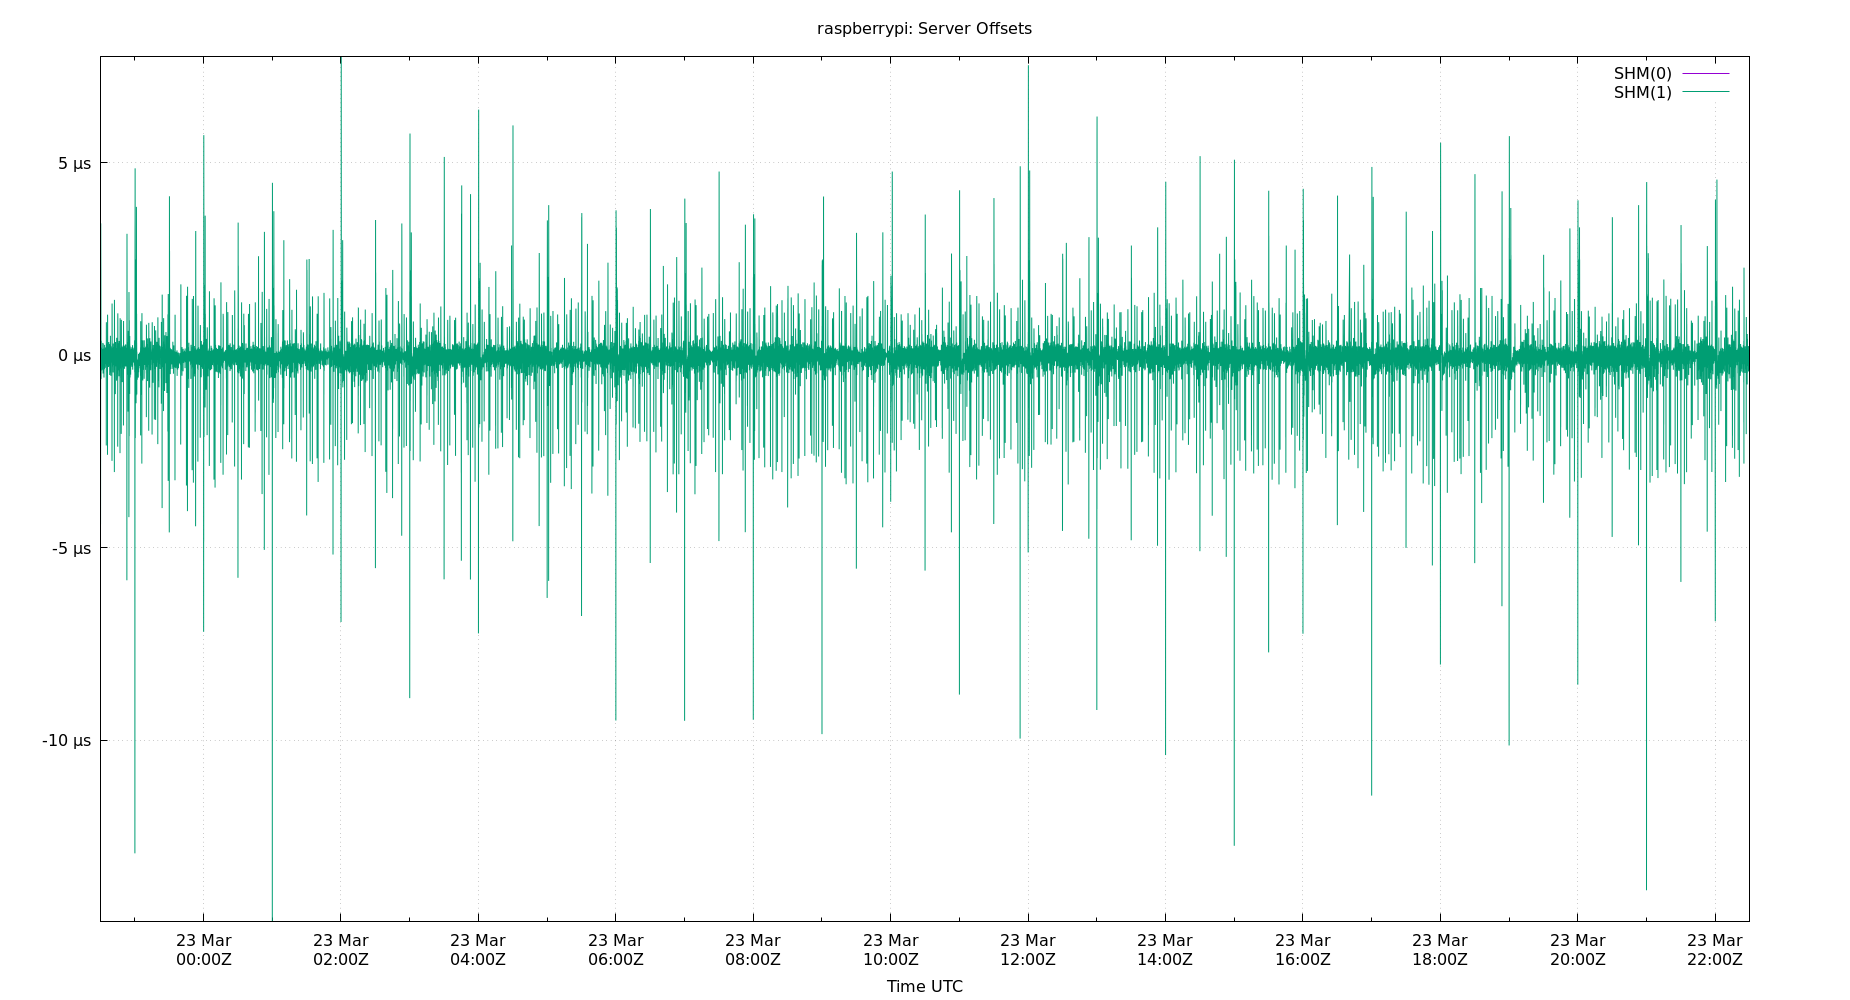 raspberrypi: Server Offsets
SHM(0)
SHM(1)
5 µs
0 µs
-5 µs
-10 µs
23 Mar 23 Mar 23 Mar 23 Mar 23 Mar 23 Mar 23 Mar 23 Mar 23 Mar 23 Mar 23 Mar 23 Mar
00:00Z 02:00Z 04:00Z 06:00Z 08:00Z 10:00Z 12:00Z 14:00Z 16:00Z 18:00Z 20:00Z 22:00Z
Time UTC